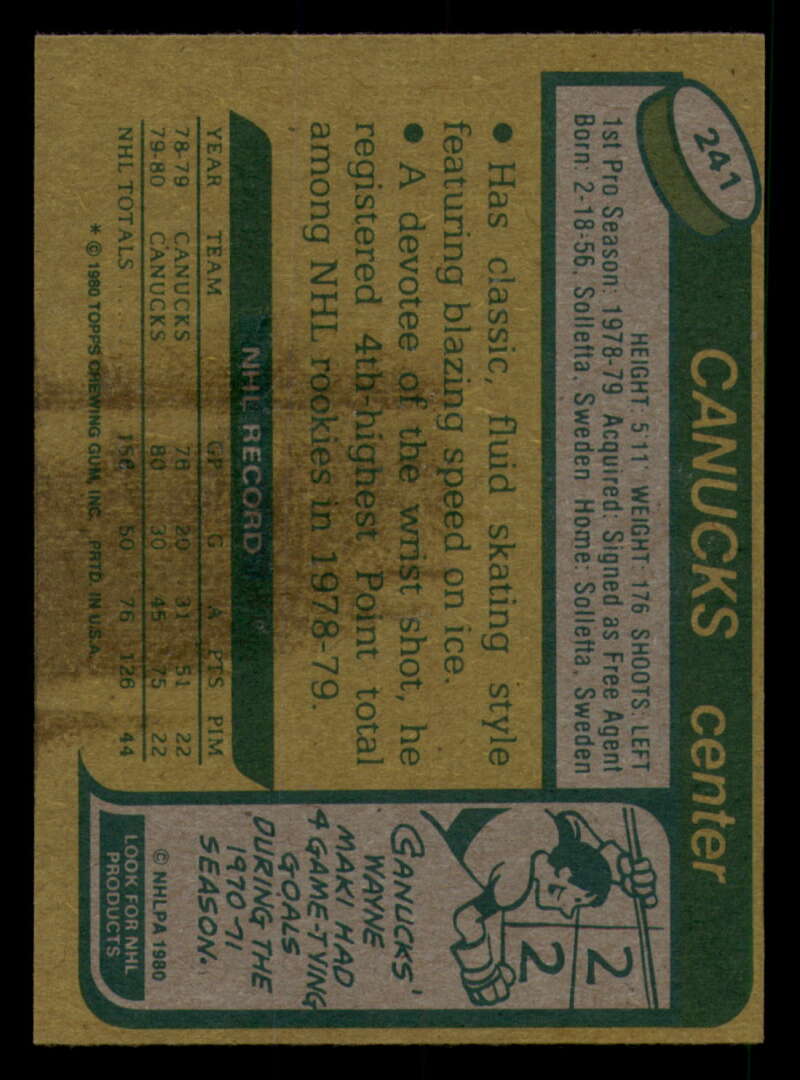 241
CANUCKS center
HEIGHT: 5'11" WEIGHT: 176 SHOOTS: LEFT
1st Pro Season: 1978-79 Acquired: Signed as Free Agent
Born: 2-18-56, Sollefta, Sweden Home: Sollefta, Sweden
● Has classic, fluid skating style
featuring blazing speed on ice.
● A devotee of the wrist shot, he
registered 4th-highest Point total
among NHL rookies in 1978-79.
NHL RECORD
YEAR TEAM GP G A PTS PIM
78-79 CANUCKS 76 20 31 51 22
79-80 CANUCKS 80 30 45 75 22
NHL TOTALS 156 50 76 126 44
* © 1980 TOPPS CHEWING GUM, INC. PRTD. IN U.S.A.
2 2
CANUCKS'
WAYNE
MAKI HAD
4 GAME-TYING
GOALS
DURING THE
1970-71
SEASON.
© NHLPA 1980
LOOK FOR NHL
PRODUCTS